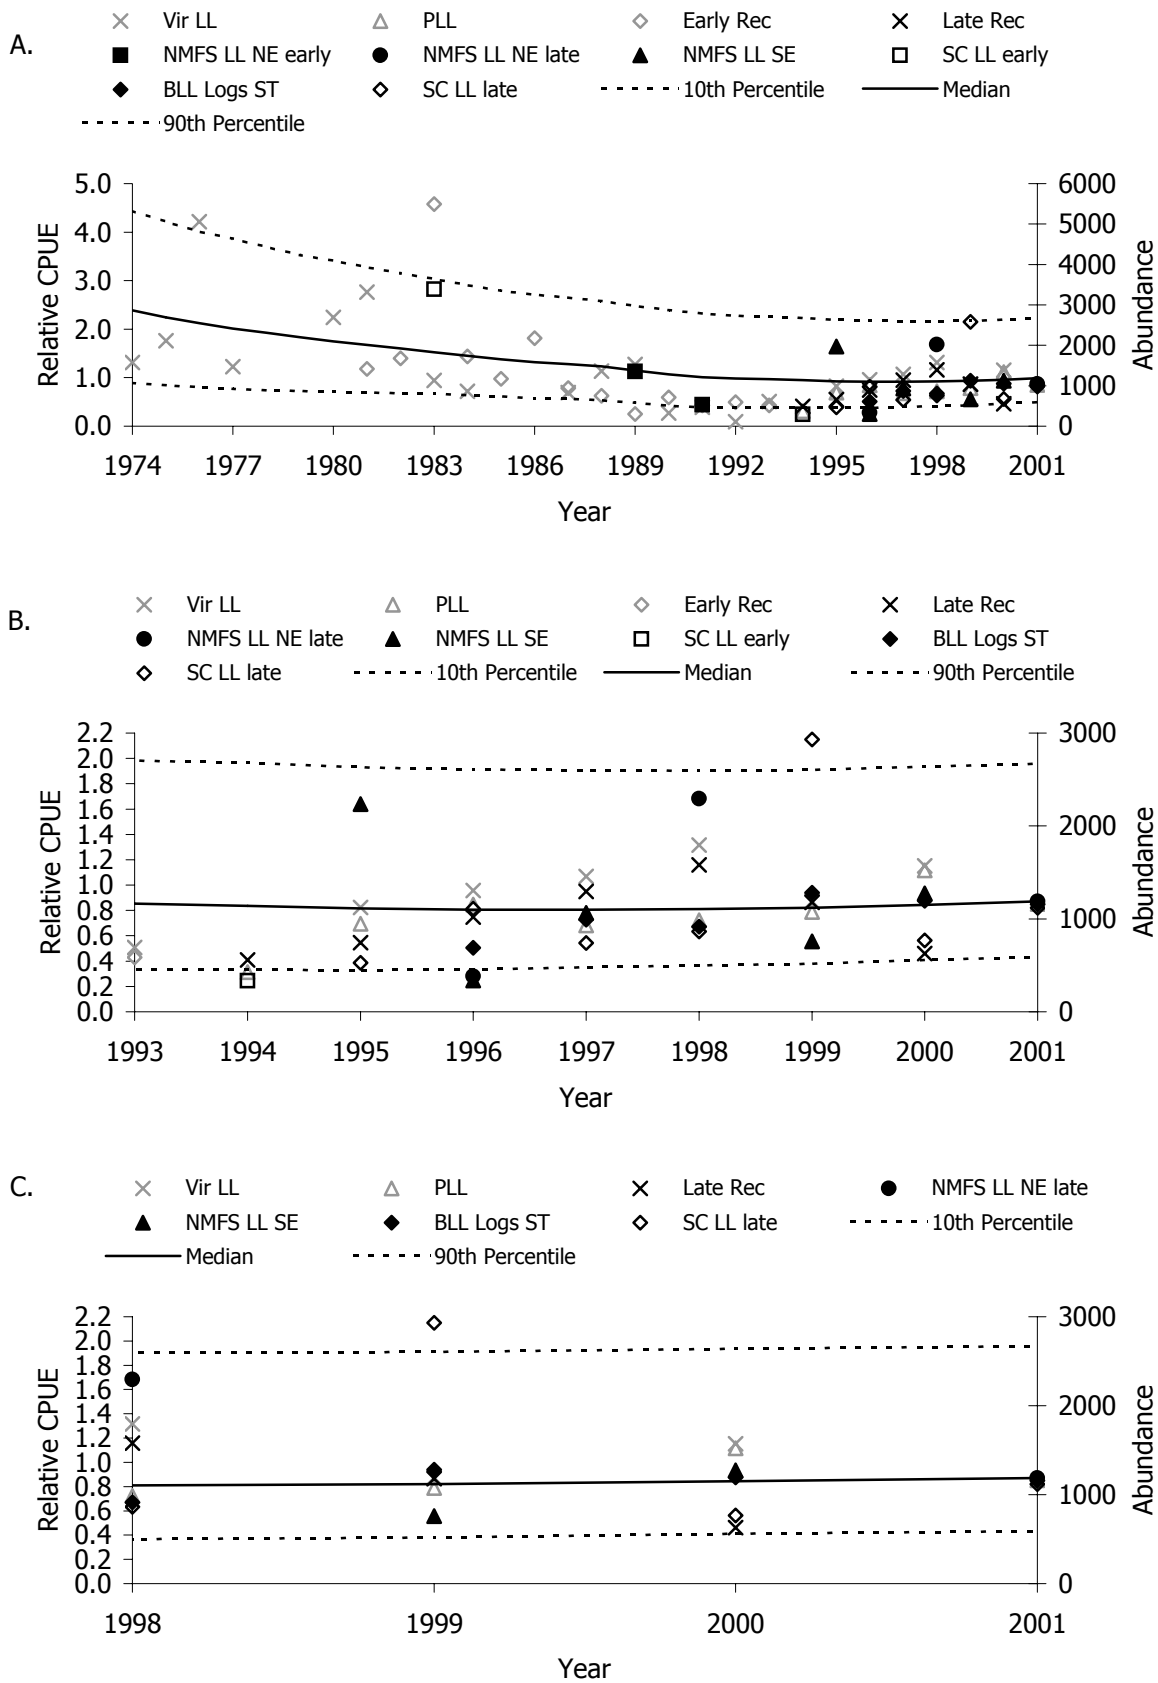 A.
Vir LL PLL Early Rec Late Rec
NMFS LL NE early NMFS LL NE late NMFS LL SE SC LL early
BLL Logs ST SC LL late 10th Percentile Median
90th Percentile
5.0 6000
4.0 5000
3.0 4000
2.0 3000
1.0 2000
0.0 1000
0
Relative CPUE
Abundance
1974 1977 1980 1983 1986 1989 1992 1995 1998 2001
Year
B.
Vir LL PLL Early Rec Late Rec
NMFS LL NE late NMFS LL SE SC LL early BLL Logs ST
SC LL late 10th Percentile Median 90th Percentile
2.2 3000
2.0
1.8
1.6 2000
1.4
1.2
1.0
0.8 1000
0.6
0.4
0.2
0.0 0
Relative CPUE
Abundance
1993 1994 1995 1996 1997 1998 1999 2000 2001
Year
C.
Vir LL PLL Late Rec NMFS LL NE late
NMFS LL SE BLL Logs ST SC LL late 10th Percentile
Median 90th Percentile
2.2 3000
2.0
1.8
1.6 2000
1.4
1.2
1.0
0.8 1000
0.6
0.4
0.2
0.0 0
Relative CPUE
Abundance
1998 1999 2000 2001
Year